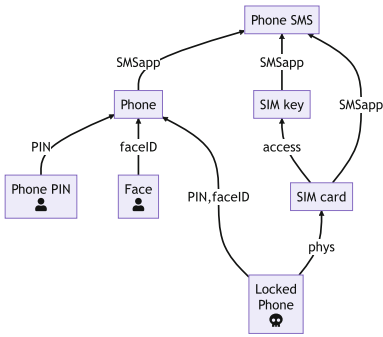 Phone SMS
SMSapp
SMSapp
SMSapp
Phone
SIM key
PIN
faceID
access
Phone PIN
Face
PIN,faceID
SIM card
phys
Locked
Phone